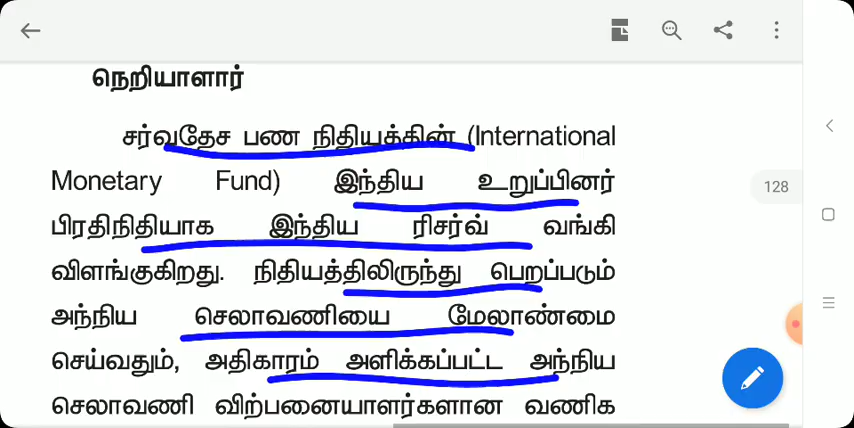 நெறியாளார்
சர்வதேச பண நிதியத்தின் (International
Monetary Fund) இந்திய உறுப்பினர்
பிரதிநிதியாக இந்திய ரிசர்வ் வங்கி
விளங்குகிறது. நிதியத்திலிருந்து பெறப்படும்
அந்நிய செலாவணியை மேலாண்மை
செய்வதும், அதிகாரம் அளிக்கப்பட்ட அந்நிய
செலாவணி விற்பனையாளர்களான வணிக
128